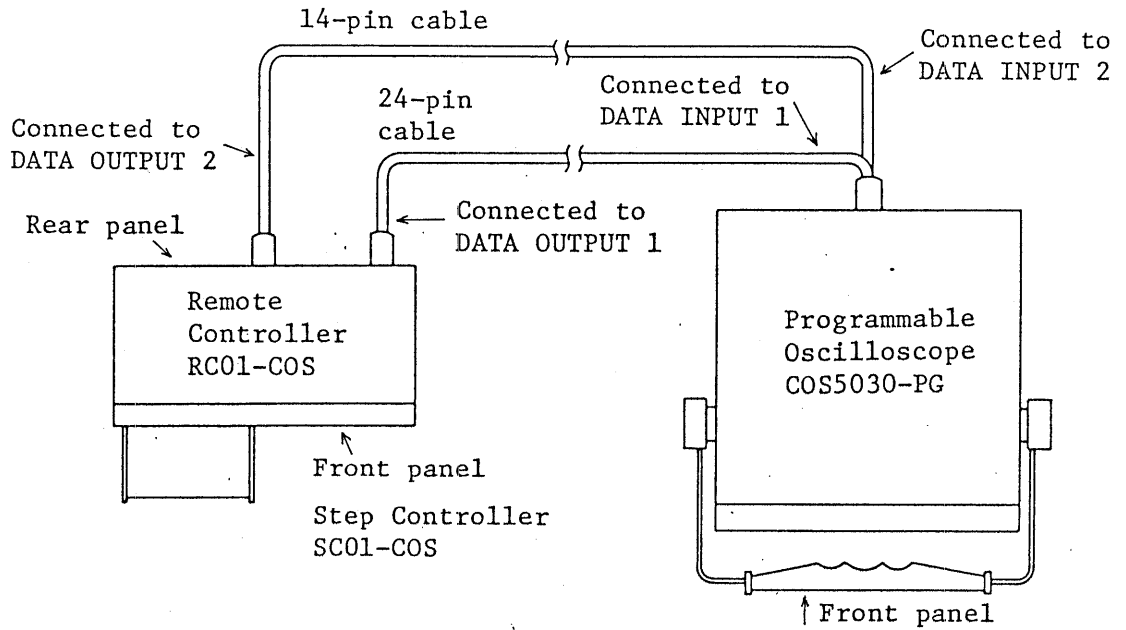 14-pin cable
Connected to
DATA INPUT 2
24-pin
cable
Connected to
DATA INPUT 1
Connected to
DATA OUTPUT 2
Connected to
DATA OUTPUT 1
Rear panel
Remote
Controller
RC01-COS
Programmable
Oscilloscope
COS5030-PG
Front panel
Step Controller
SC01-COS
Front panel